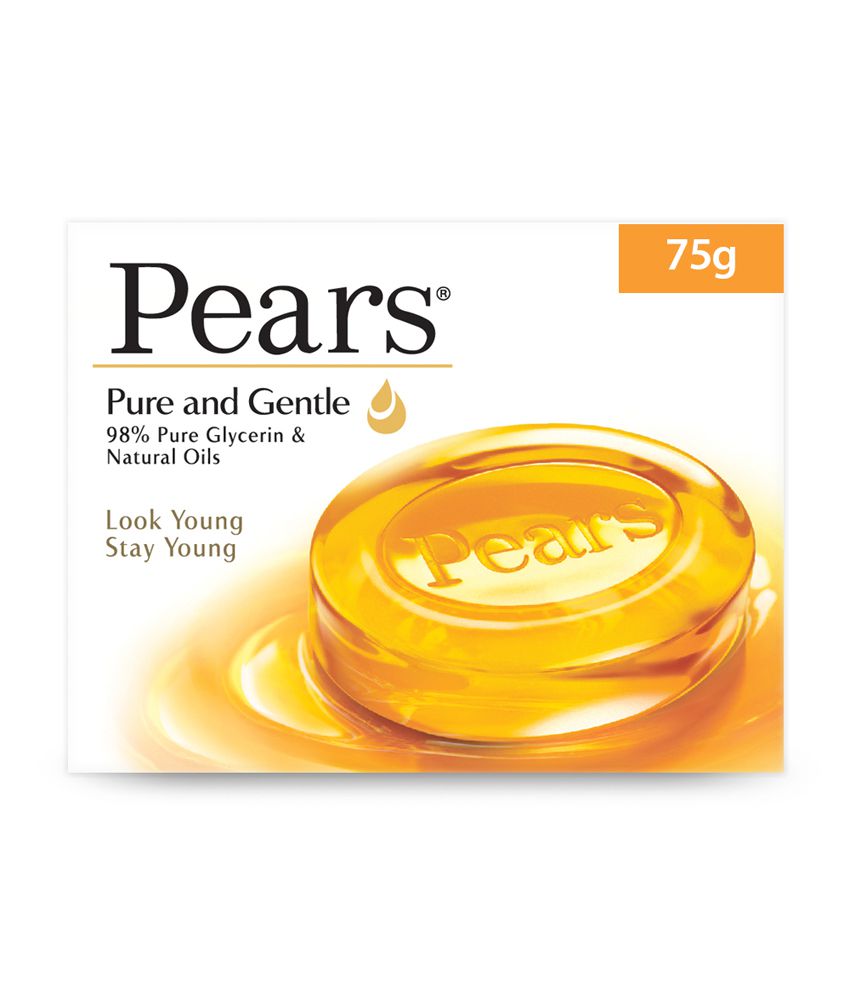 75g
Pears®
Pure and Gentle
98% Pure Glycerin &
Natural Oils
Look Young
Stay Young
Pears